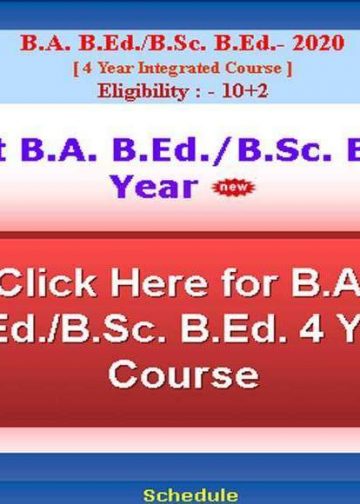 B.A. B.Ed./B.Sc. B.Ed.- 2020
[ 4 Year Integrated Course ]
Eligibility : - 10+2
t B.A. B.Ed./B.Sc. B
Year new
Click Here for B.A
Ed./B.Sc. B.Ed. 4 Y
Course
Schedule